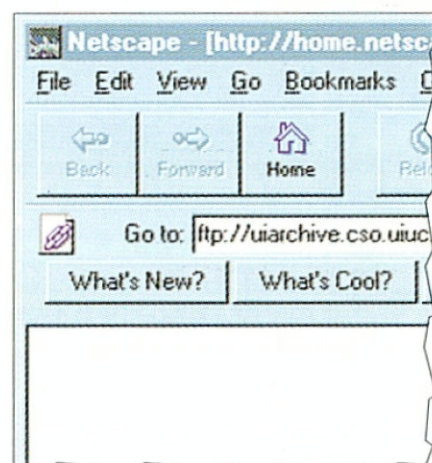 Netscape - [http://home.netsc
File Edit View Go Bookmarks
Back Forward Home Rel
Go to: ftp://uiarchive.cso.uiuc
What's New? What's Cool?